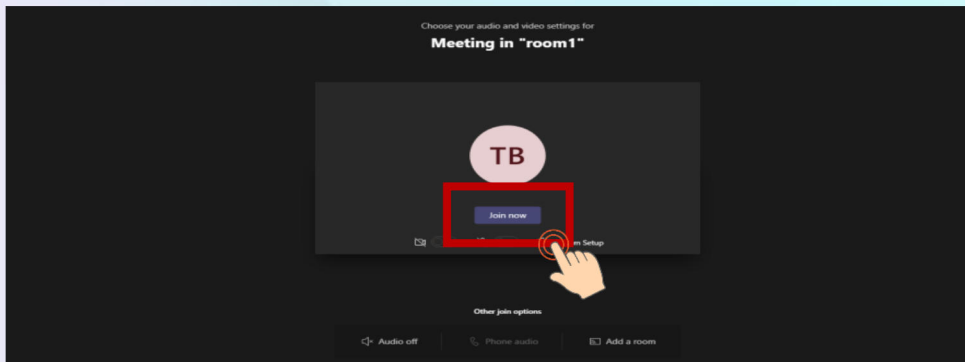 Choose your audio and video settings for
Meeting in "room1"
TB
Join now
m Setup
Other join options
Audio off
Phone audio
Add a room